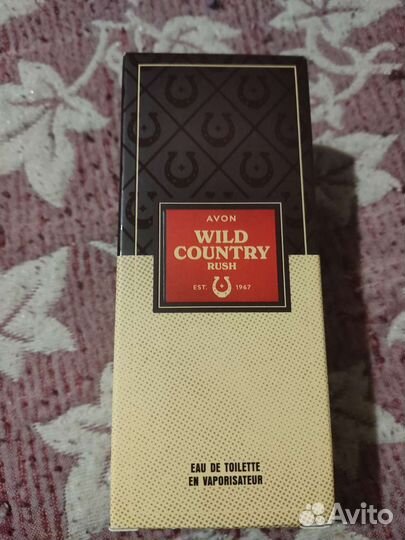 AVON
WILD
COUNTRY
RUSH
EST. 1967
EAU DE TOILETTE
EN VAPORISATEUR
Avito